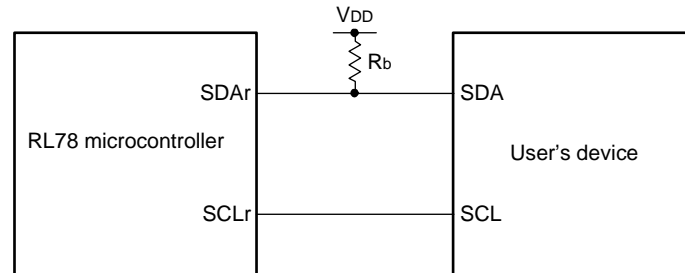 VDD
Rb
SDAr
SDA
RL78 microcontroller
User's device
SCLr
SCL